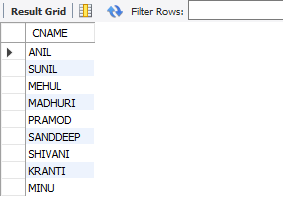 Result Grid Filter Rows:
CNAME
ANIL
SUNIL
MEHUL
MADHURI
PRAMOD
SANDDEEP
SHIVANI
KRANTI
MINU